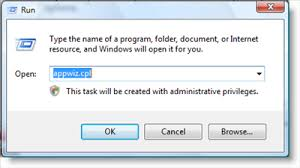 Run
Type the name of a program, folder, document, or Internet
resource, and Windows will open it for you.
Open: appwiz.cpl
This task will be created with administrative privileges.
OK Cancel Browse...